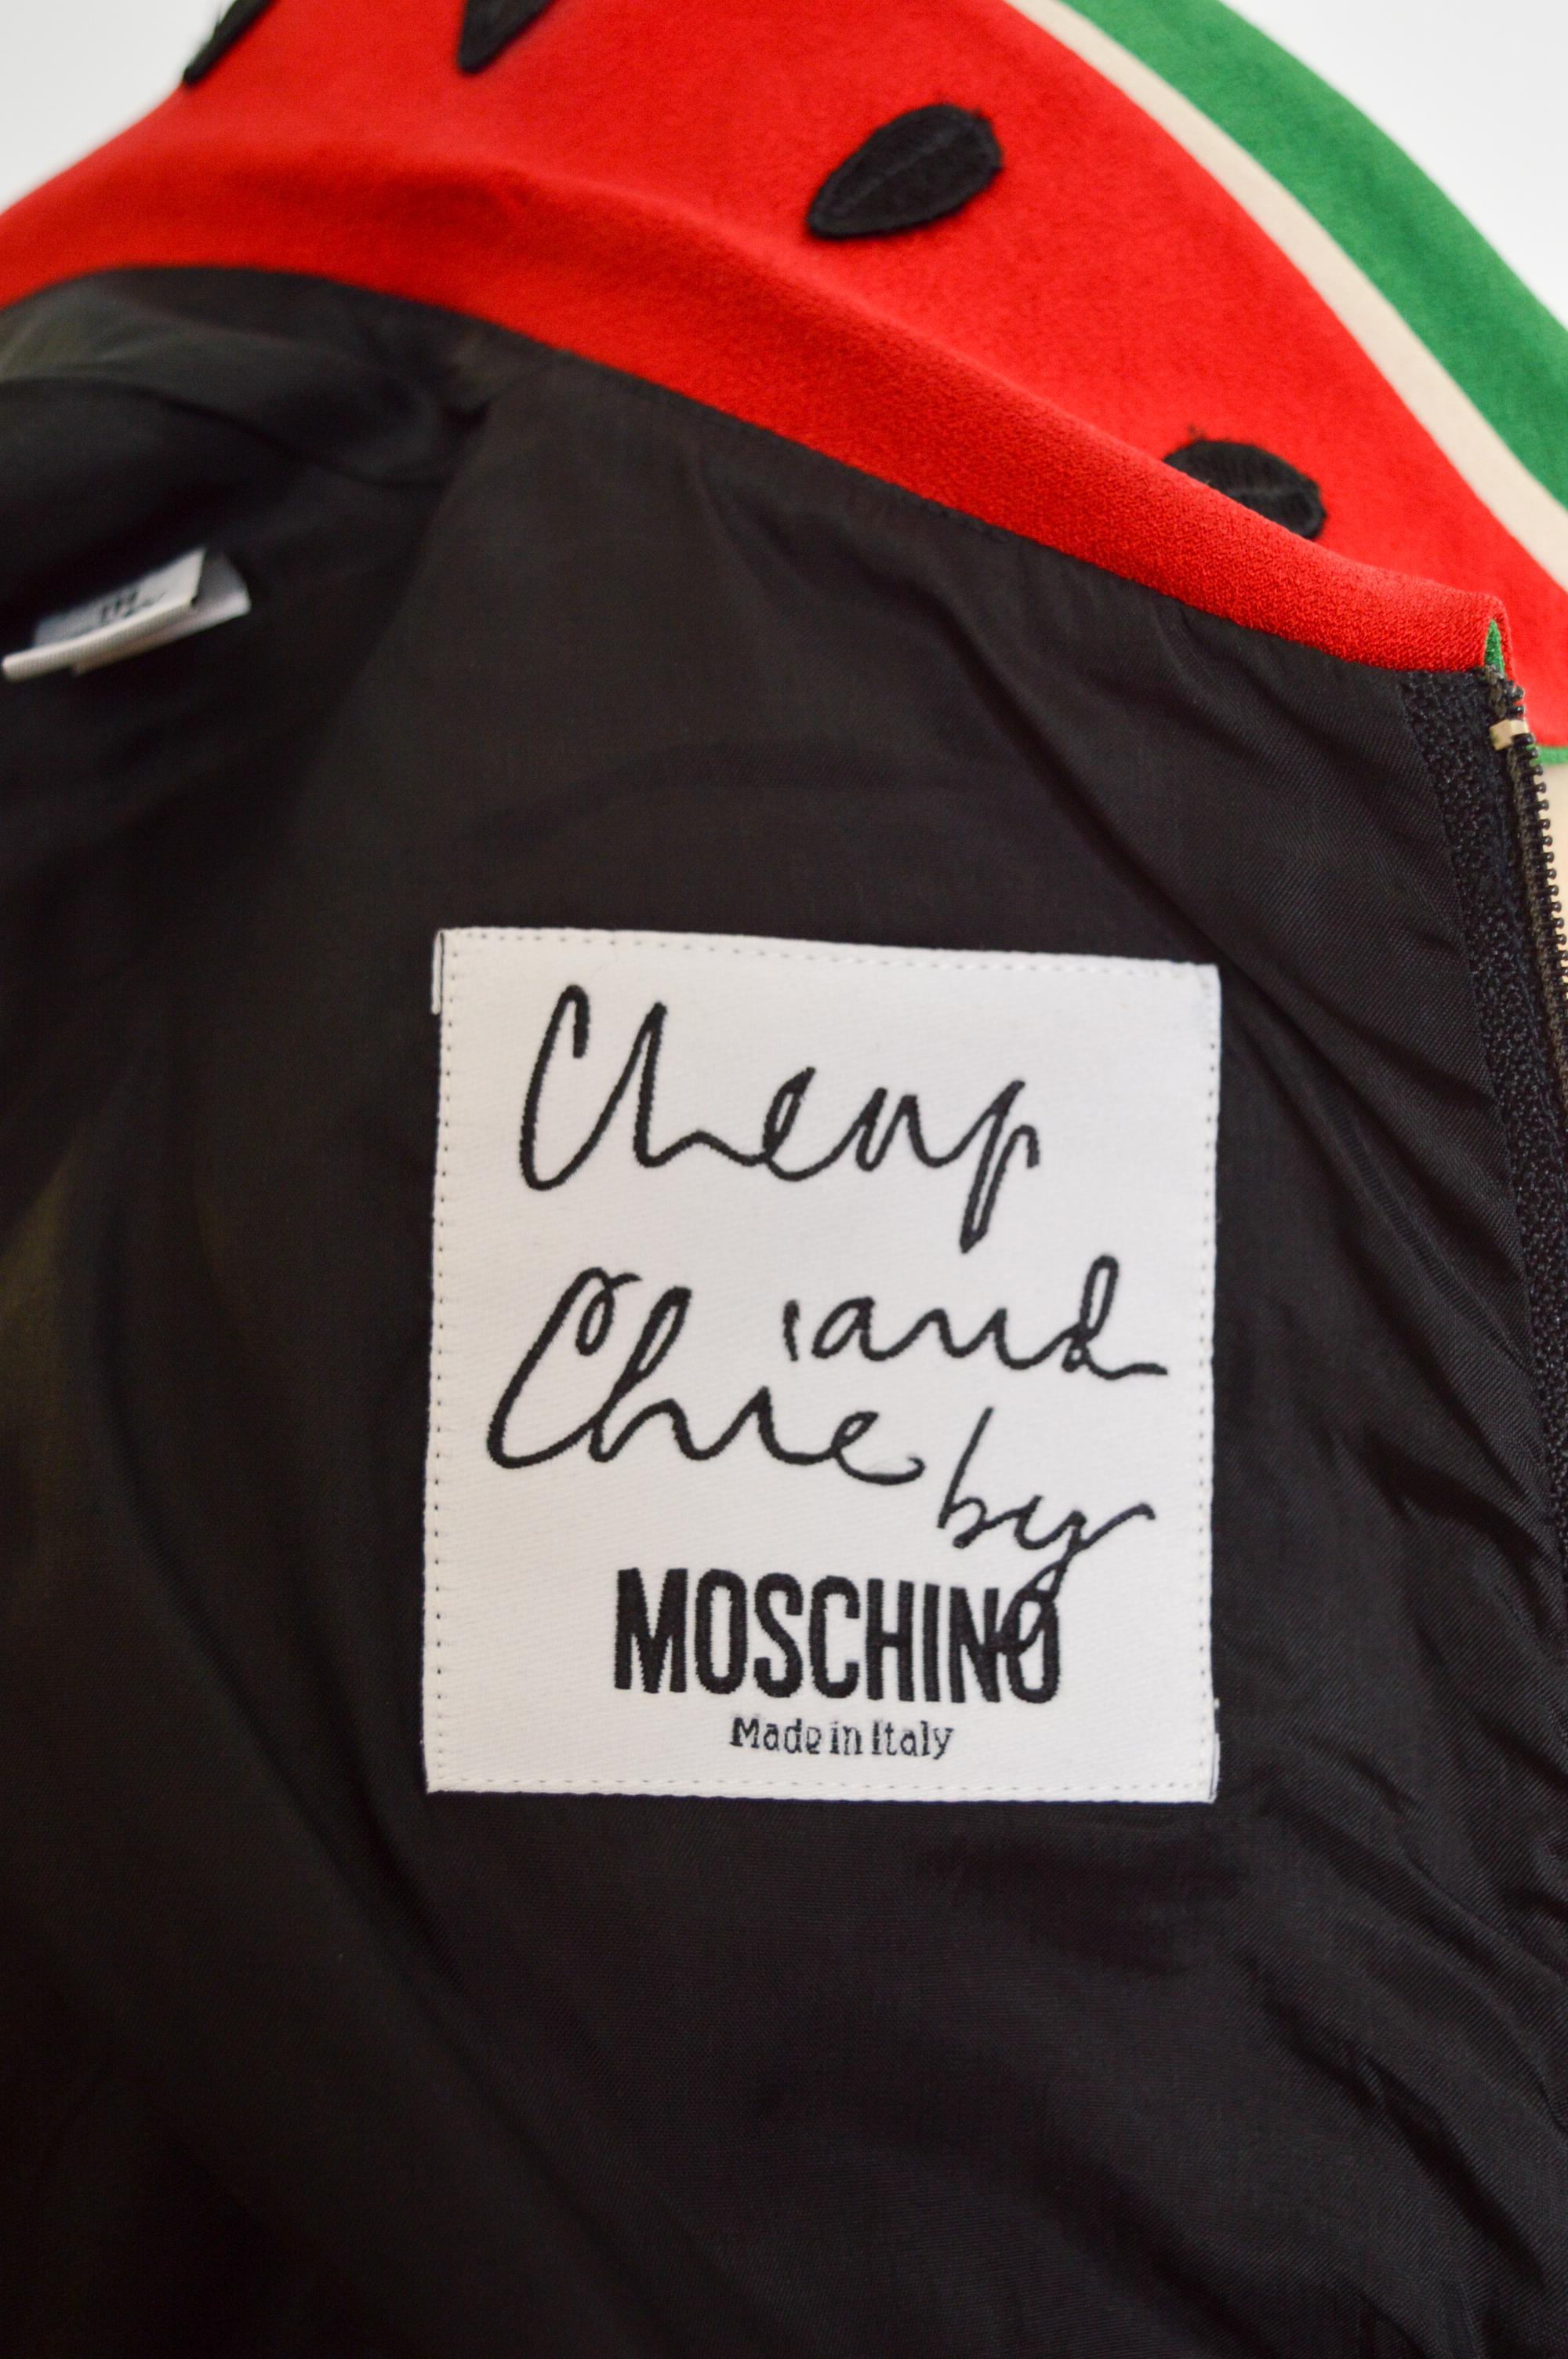 Cheap
and
Chic
by
MOSCHINO
Made in Italy